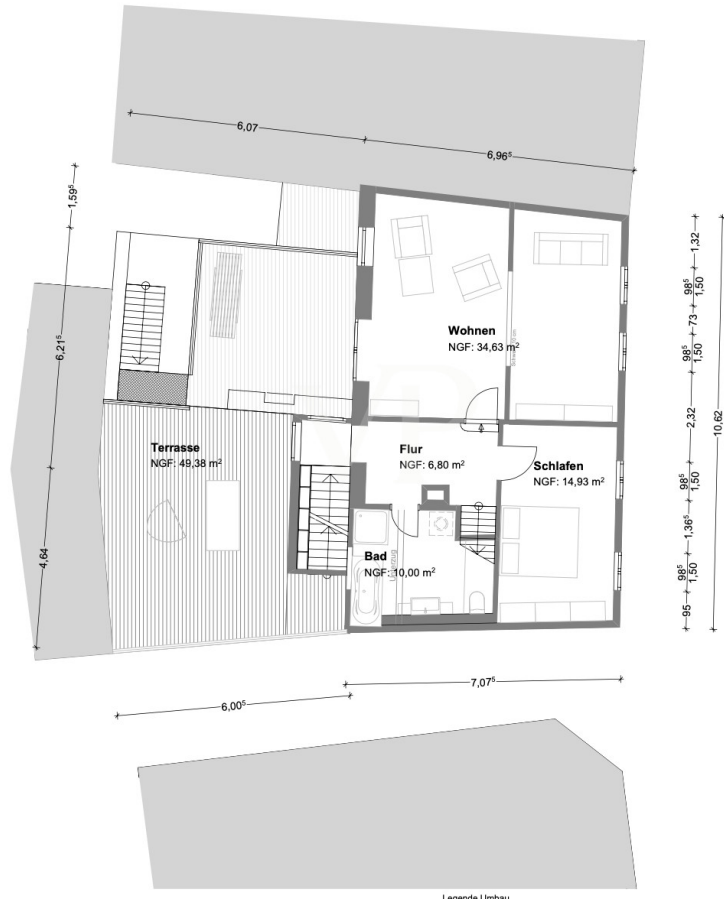 6,07
6,96⁵
1,59⁵
1,32
98⁵
1,50
73
6,21⁵
Wohnen
NGF: 34,63 m²
98⁵
1,50
2,32
10,62
Terrasse
NGF: 49,38 m²
Flur
NGF: 6,80 m²
Schlafen
NGF: 14,93 m²
98⁵
1,50
4,64
1,36⁵
Bad
NGF: 10,00 m²
98⁵
1,50
95
7,07⁵
6,00⁵
Legende Umbau